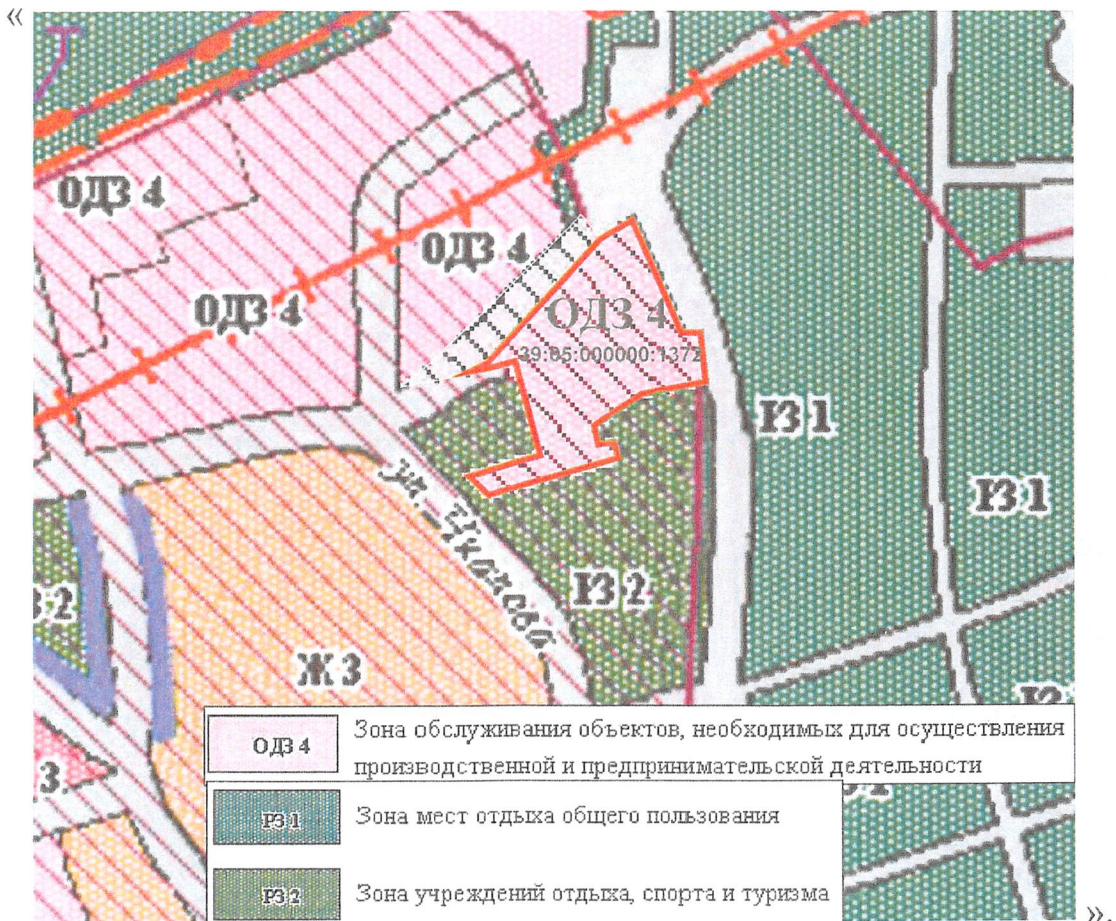 «
ОДЗ 4
ОДЗ 4
ОДЗ 4
ОДЗ 4
39:05:000000:1372
РЗ 1
РЗ 1
РЗ 2
ул. Цкалова
Ж 3
З 2
З.
ОДЗ 4 Зона обслуживания объектов, необходимых для осуществления
производственной и предпринимательской деятельности
РЗ 1 Зона мест отдыха общего пользования
РЗ 2 Зона учреждений отдыха, спорта и туризма
».